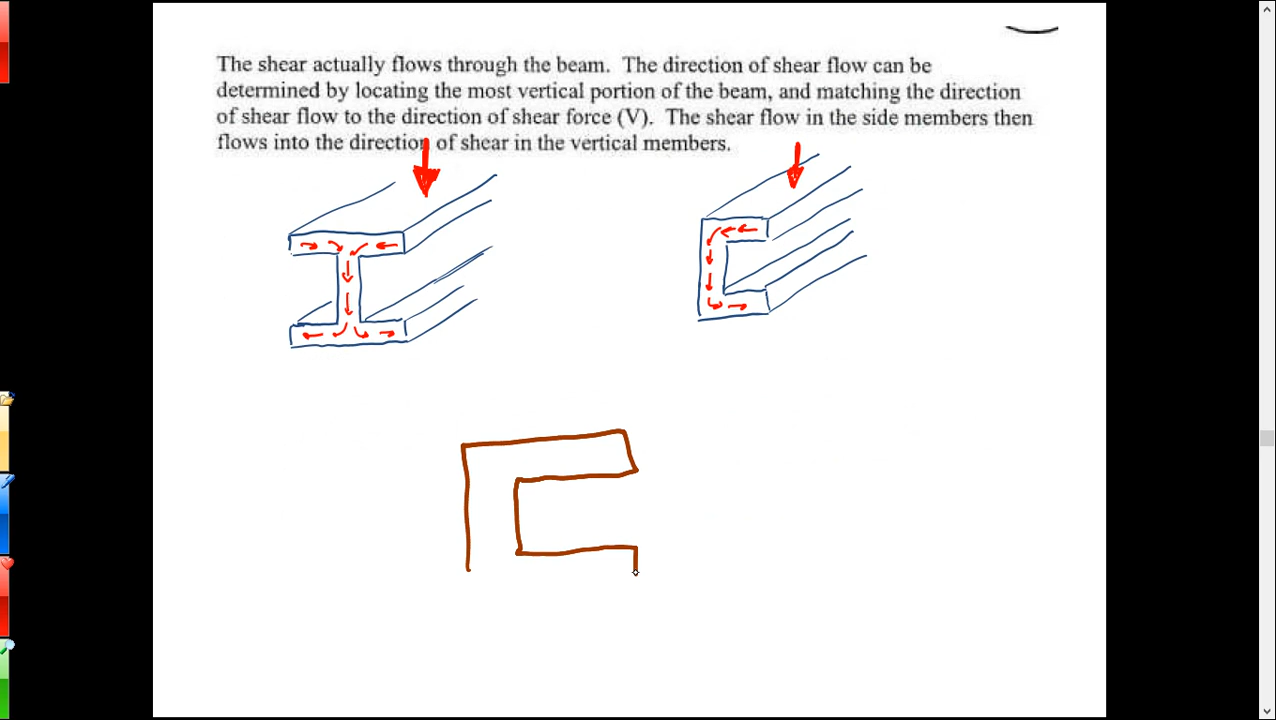 The shear actually flows through the beam.  The direction of shear flow can be
determined by locating the most vertical portion of the beam, and matching the direction
of shear flow to the direction of shear force (V).  The shear flow in the side members then
flows into the direction of shear in the vertical members.